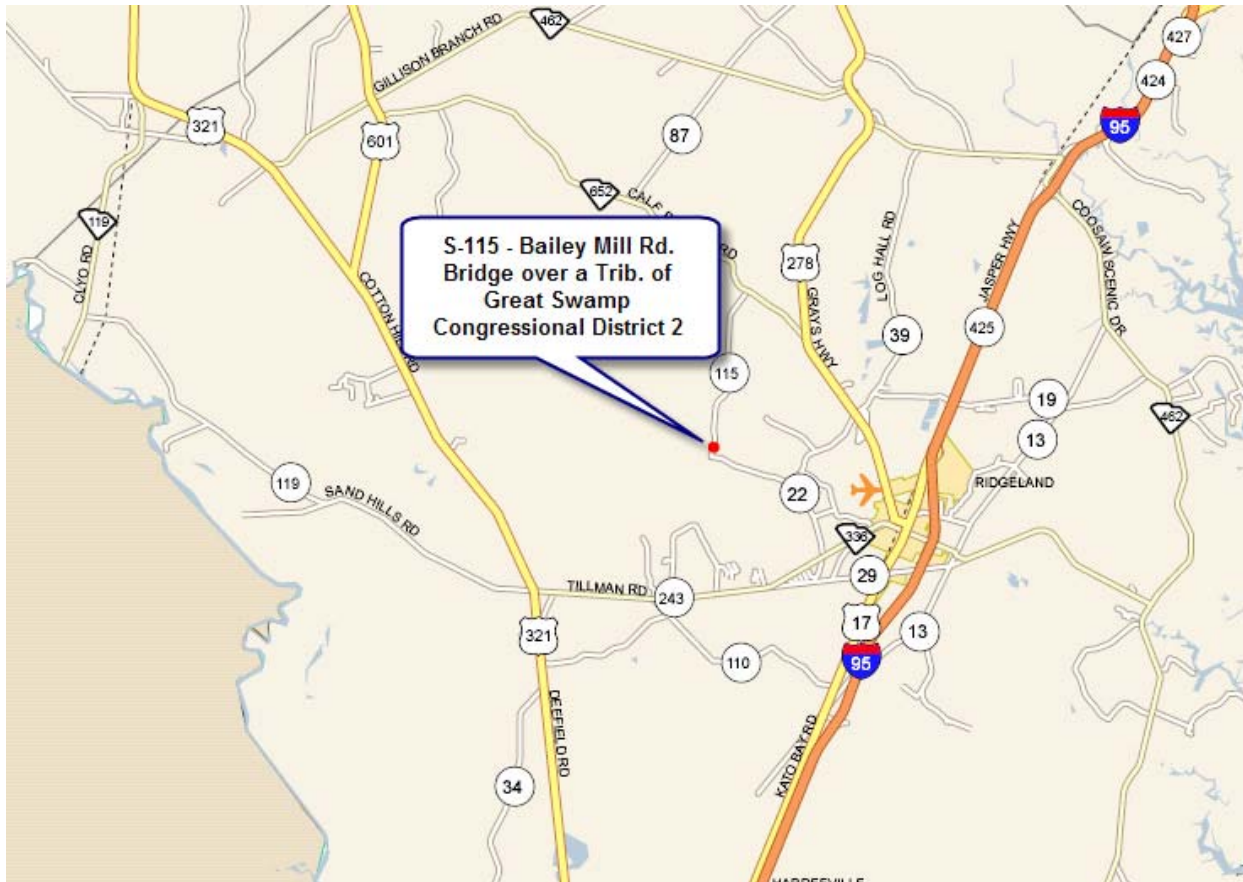 462
GILLISON BRANCH RD
427
424
95
321
601
87
652
CALF
RD
119
CLYO RD
S-115 - Bailey Mill Rd.
Bridge over a Trib. of
Great Swamp
Congressional District 2
278
GRAYS HWY
LOG HALL RD
JASPER HWY
COOSAW SCENIC DR
COTTON HILL RD
39
425
115
19
462
13
119
SAND HILLS RD
22
RIDGELAND
336
29
TILLMAN RD
243
17
13
321
110
95
DEEFIELD RD
KATO BAY RD
34
HARDEEVILLE